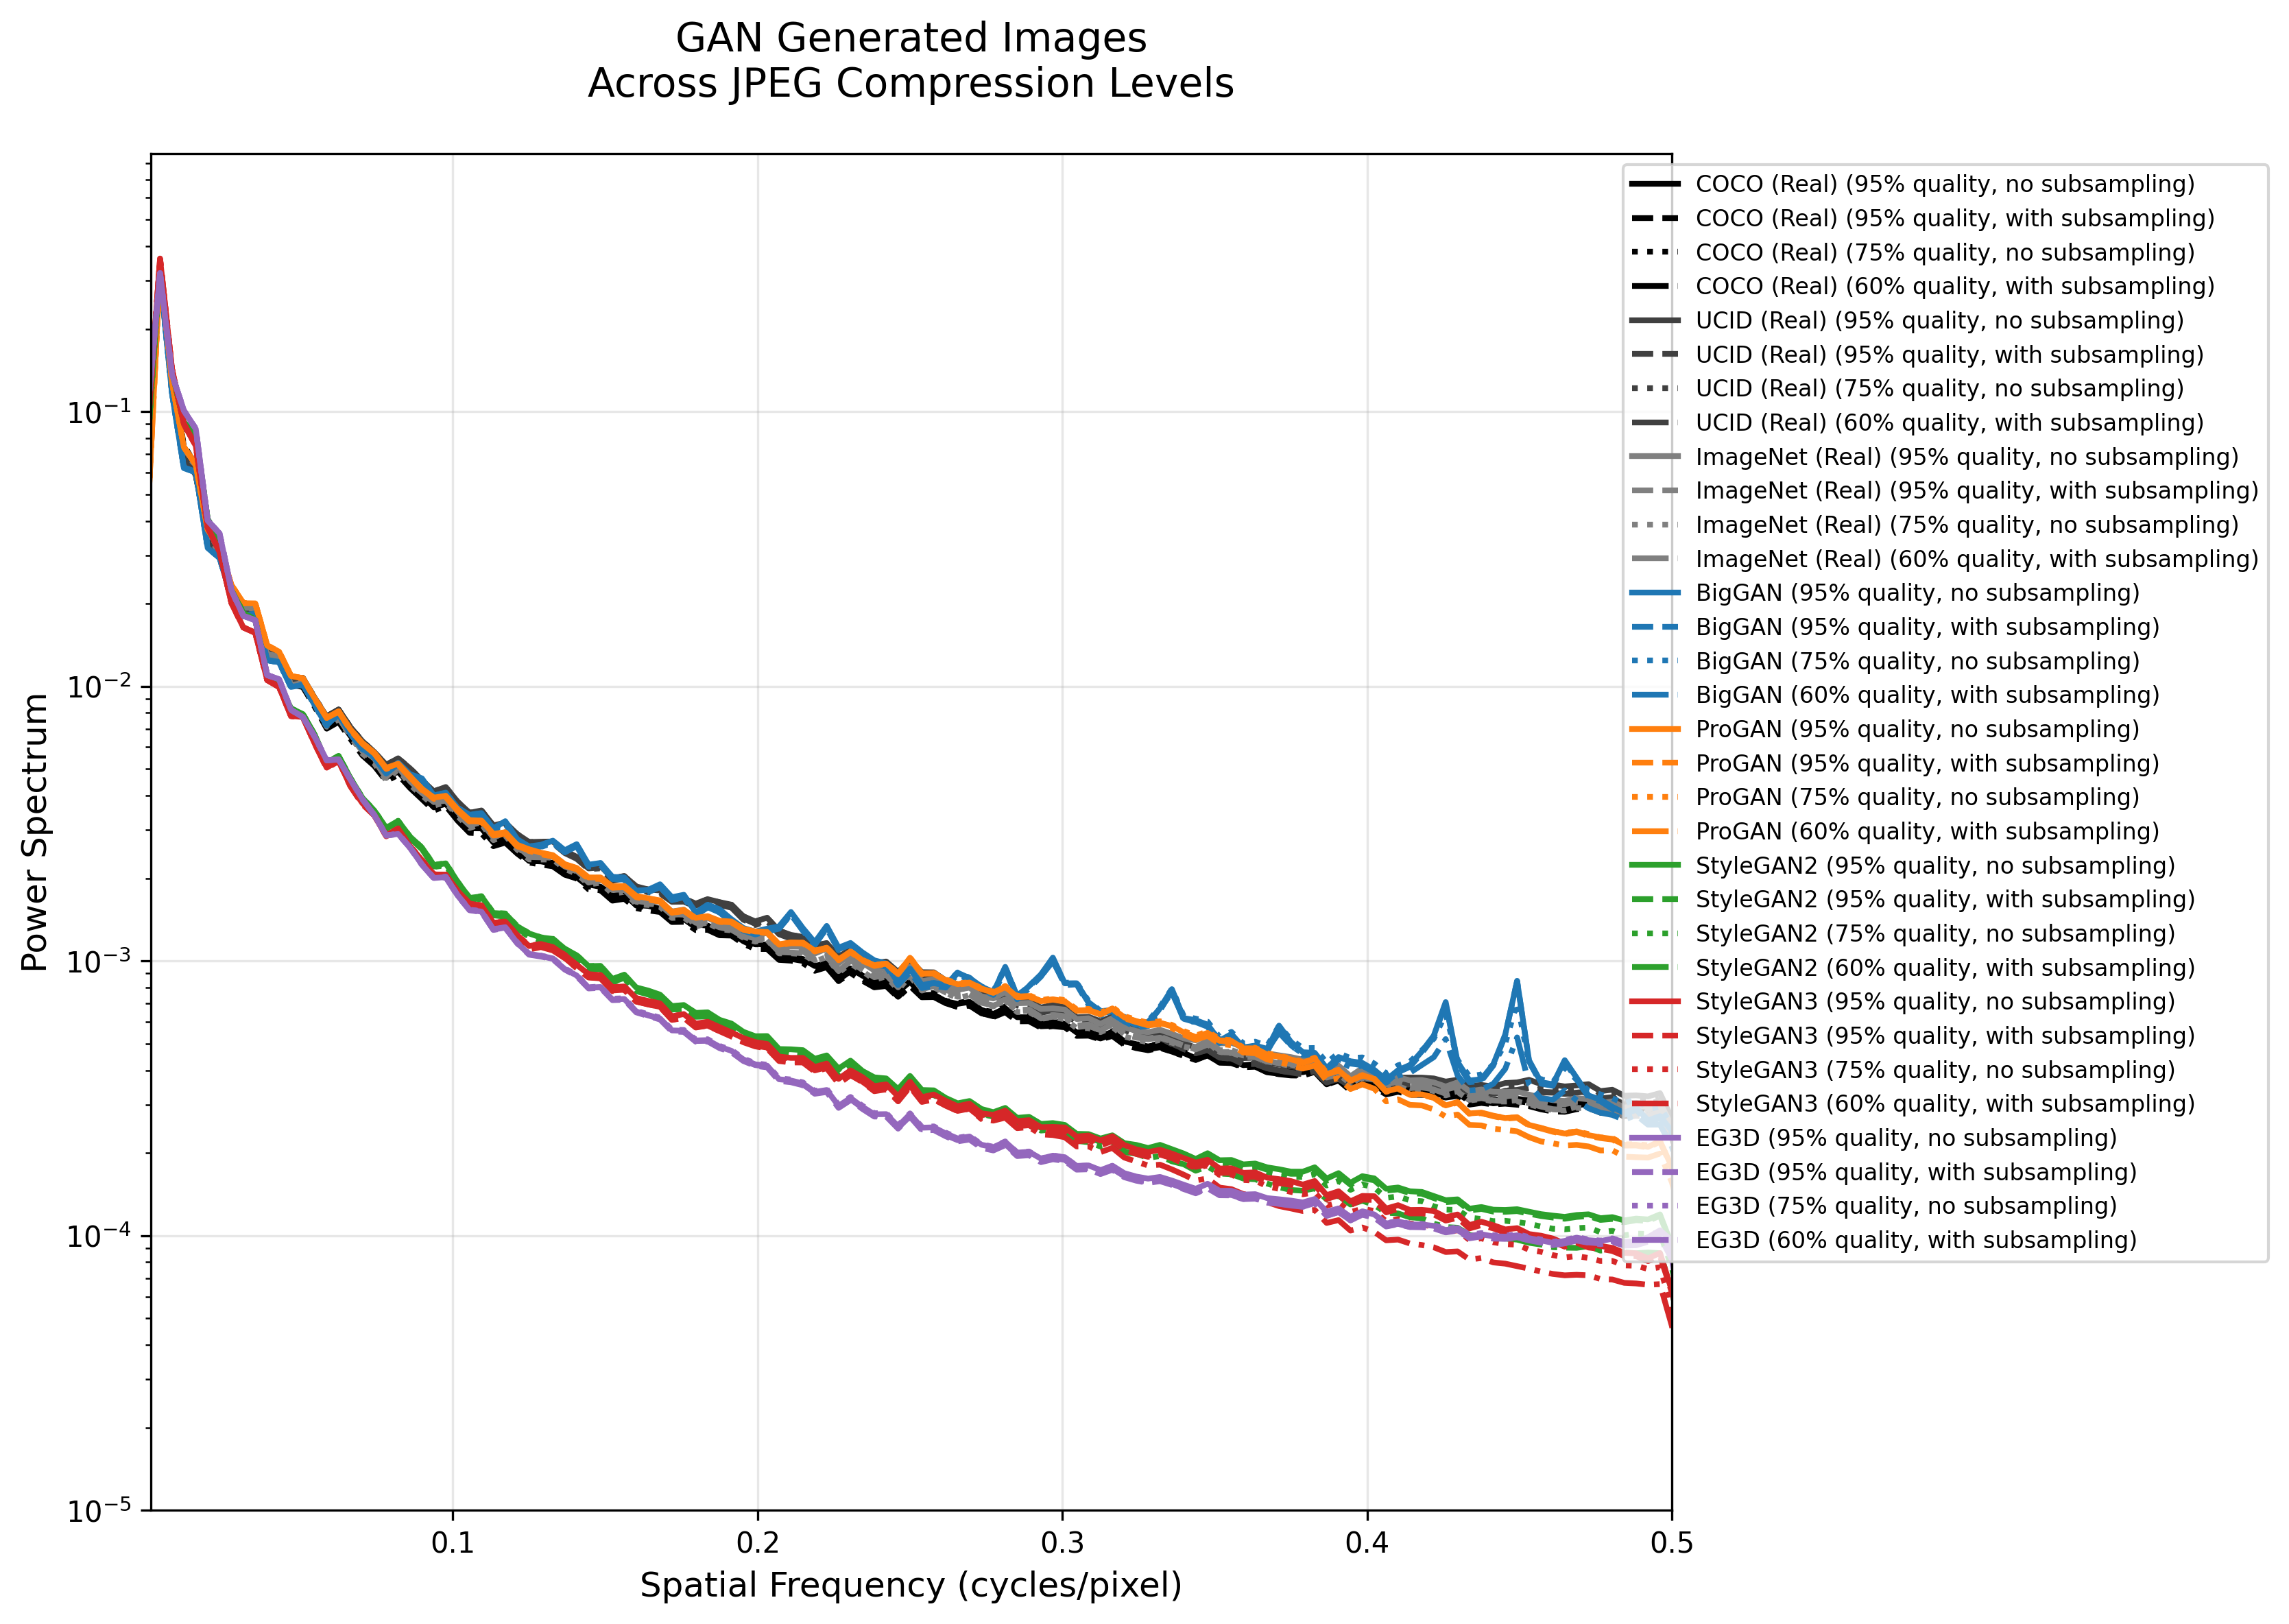 GAN Generated Images
Across JPEG Compression Levels
Power Spectrum
10⁻¹
10⁻²
10⁻³
10⁻⁴
10⁻⁵
0.1
0.2
0.3
0.4
0.5
Spatial Frequency (cycles/pixel)
COCO (Real) (95% quality, no subsampling)
COCO (Real) (95% quality, with subsampling)
COCO (Real) (75% quality, no subsampling)
COCO (Real) (60% quality, with subsampling)
UCID (Real) (95% quality, no subsampling)
UCID (Real) (95% quality, with subsampling)
UCID (Real) (75% quality, no subsampling)
UCID (Real) (60% quality, with subsampling)
ImageNet (Real) (95% quality, no subsampling)
ImageNet (Real) (95% quality, with subsampling)
ImageNet (Real) (75% quality, no subsampling)
ImageNet (Real) (60% quality, with subsampling)
BigGAN (95% quality, no subsampling)
BigGAN (95% quality, with subsampling)
BigGAN (75% quality, no subsampling)
BigGAN (60% quality, with subsampling)
ProGAN (95% quality, no subsampling)
ProGAN (95% quality, with subsampling)
ProGAN (75% quality, no subsampling)
ProGAN (60% quality, with subsampling)
StyleGAN2 (95% quality, no subsampling)
StyleGAN2 (95% quality, with subsampling)
StyleGAN2 (75% quality, no subsampling)
StyleGAN2 (60% quality, with subsampling)
StyleGAN3 (95% quality, no subsampling)
StyleGAN3 (95% quality, with subsampling)
StyleGAN3 (75% quality, no subsampling)
StyleGAN3 (60% quality, with subsampling)
EG3D (95% quality, no subsampling)
EG3D (95% quality, with subsampling)
EG3D (75% quality, no subsampling)
EG3D (60% quality, with subsampling)